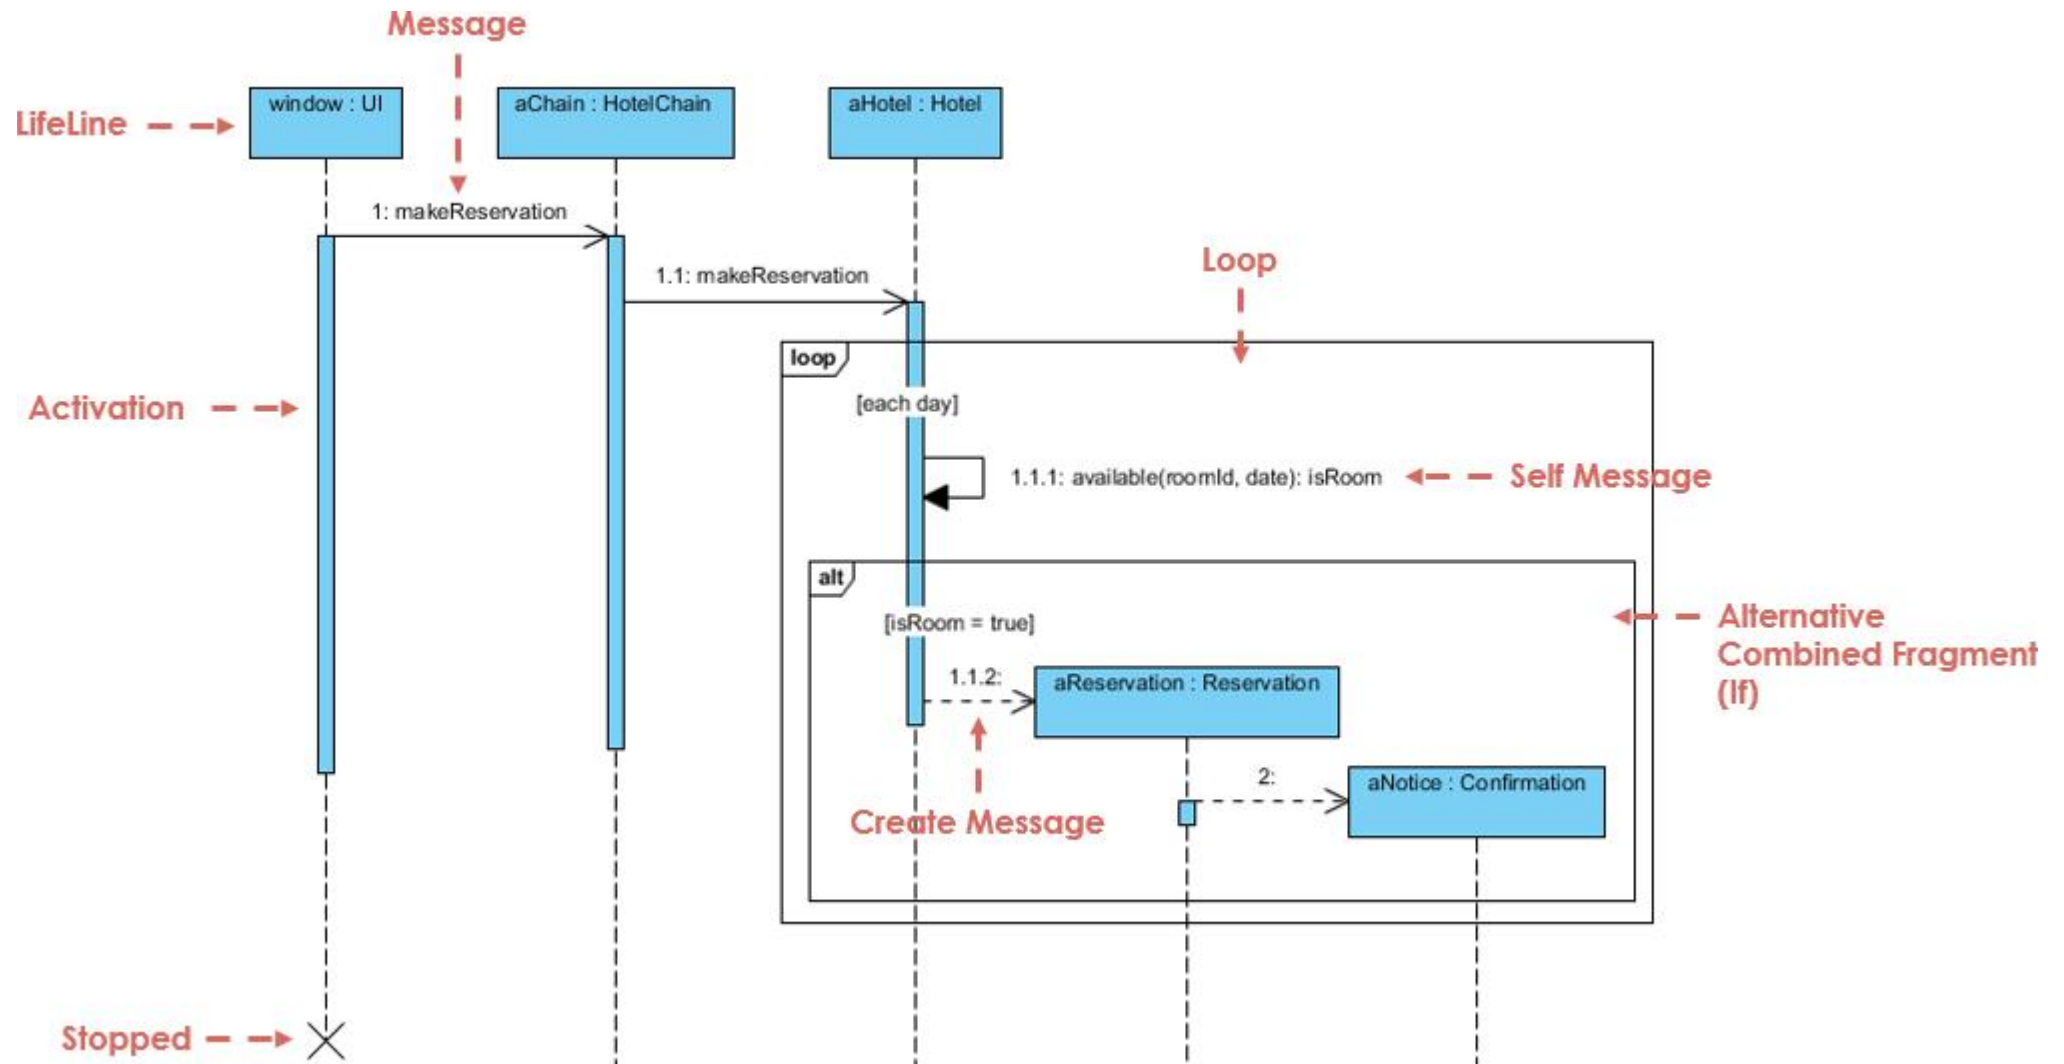 Message
window : UI
aChain : HotelChain
aHotel : Hotel
LifeLine
1: makeReservation
1.1: makeReservation
Loop
loop
[each day]
Activation
1.1.1: available(roomId, date): isRoom
Self Message
alt
[isRoom = true]
Alternative
Combined Fragment
(If)
1.1.2:
aReservation : Reservation
2:
aNotice : Confirmation
Create Message
Stopped